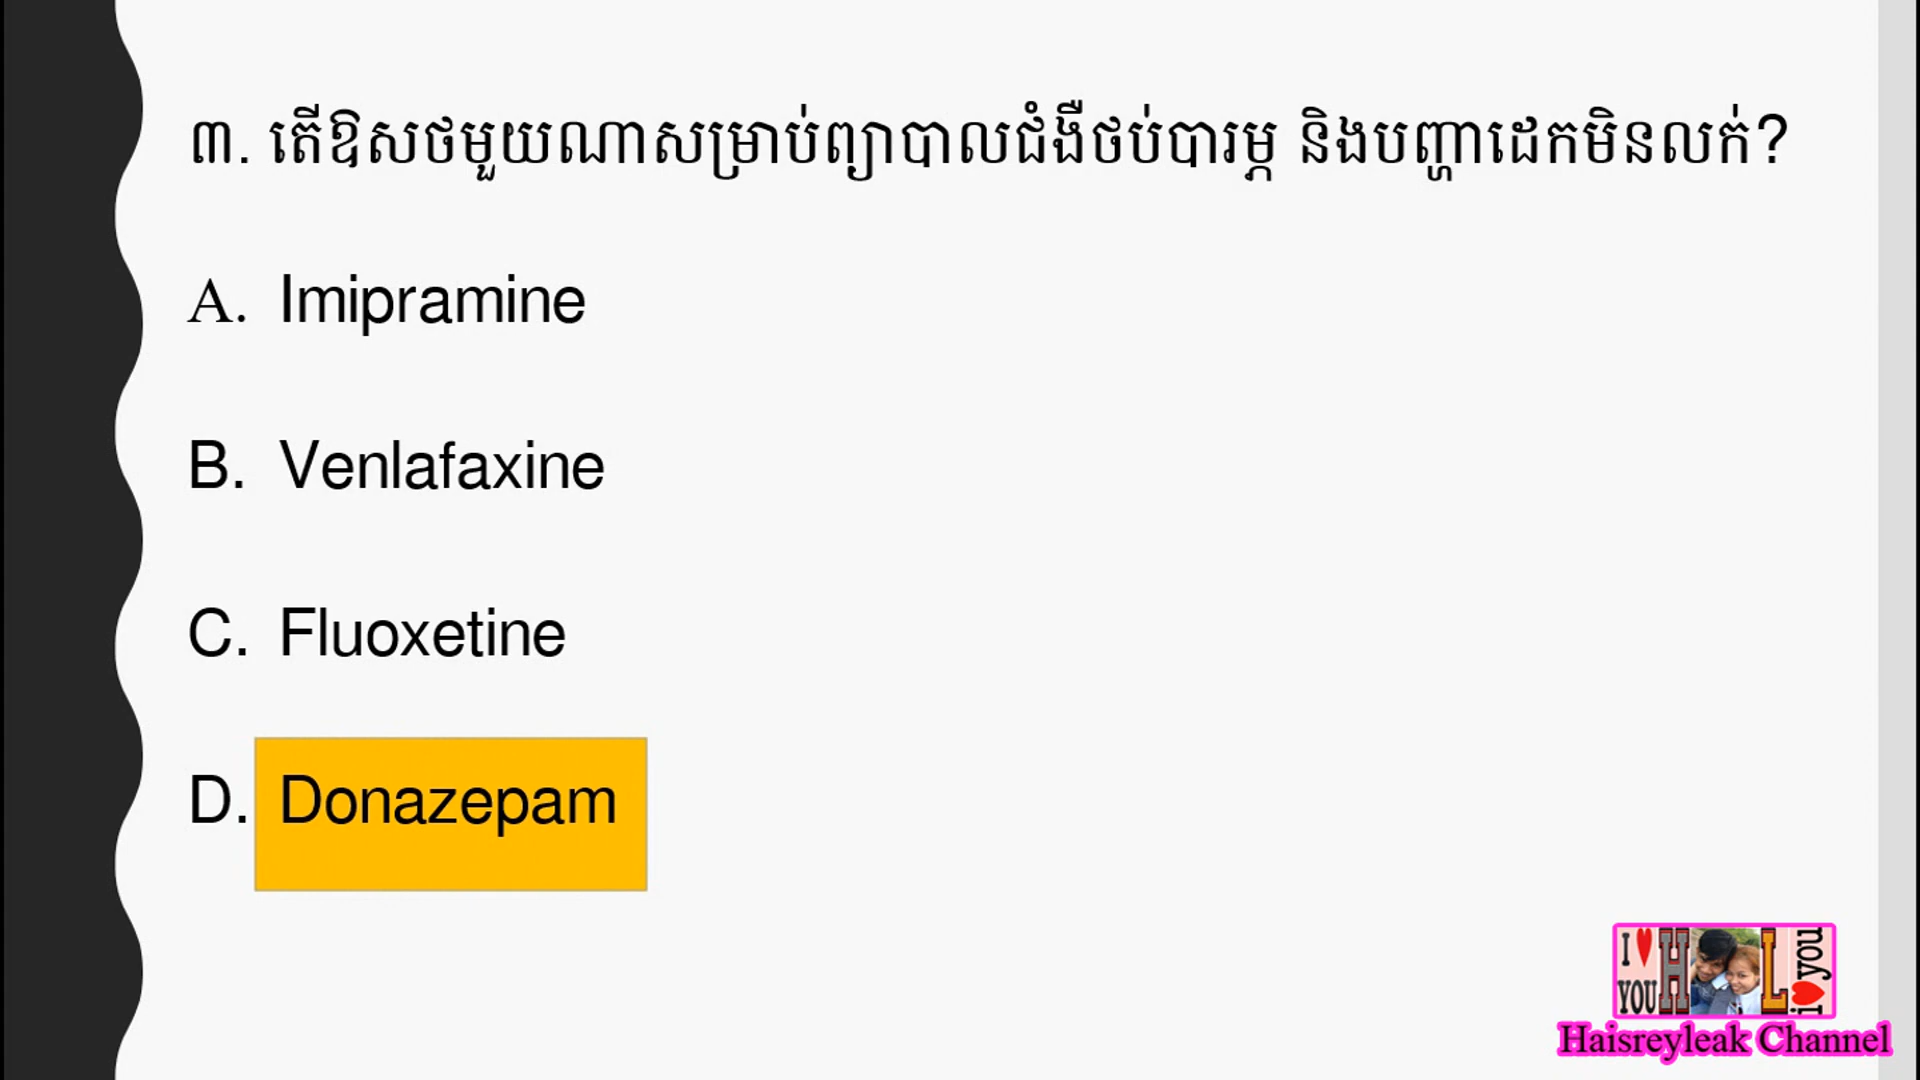 ៣. តើឱសថមួយណាសម្រាប់ព្យាបាលជំងឺថប់បារម្ភ និងបញ្ហាដេកមិនលក់?
A. Imipramine
B. Venlafaxine
C. Fluoxetine
D. Donazepam
I ♥ YOU H L i ♥ you
Haisreyleak Channel